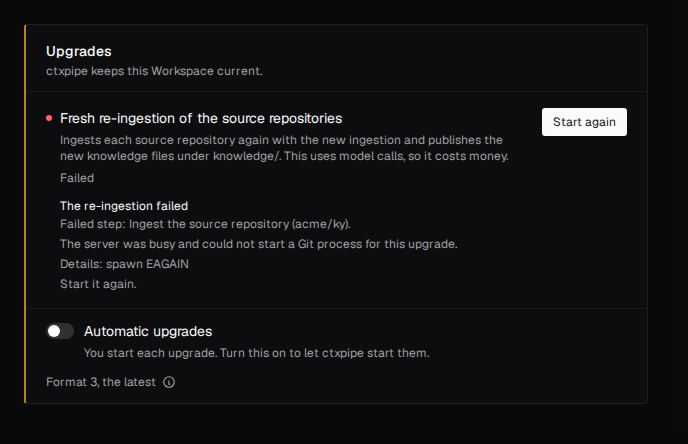 Upgrades
ctxpipe keeps this Workspace current.
Fresh re-ingestion of the source repositories
Start again
Ingests each source repository again with the new ingestion and publishes the
new knowledge files under knowledge/. This uses model calls, so it costs money.
Failed
The re-ingestion failed
Failed step: Ingest the source repository (acme/ky).
The server was busy and could not start a Git process for this upgrade.
Details: spawn EAGAIN
Start it again.
Automatic upgrades
You start each upgrade. Turn this on to let ctxpipe start them.
Format 3, the latest